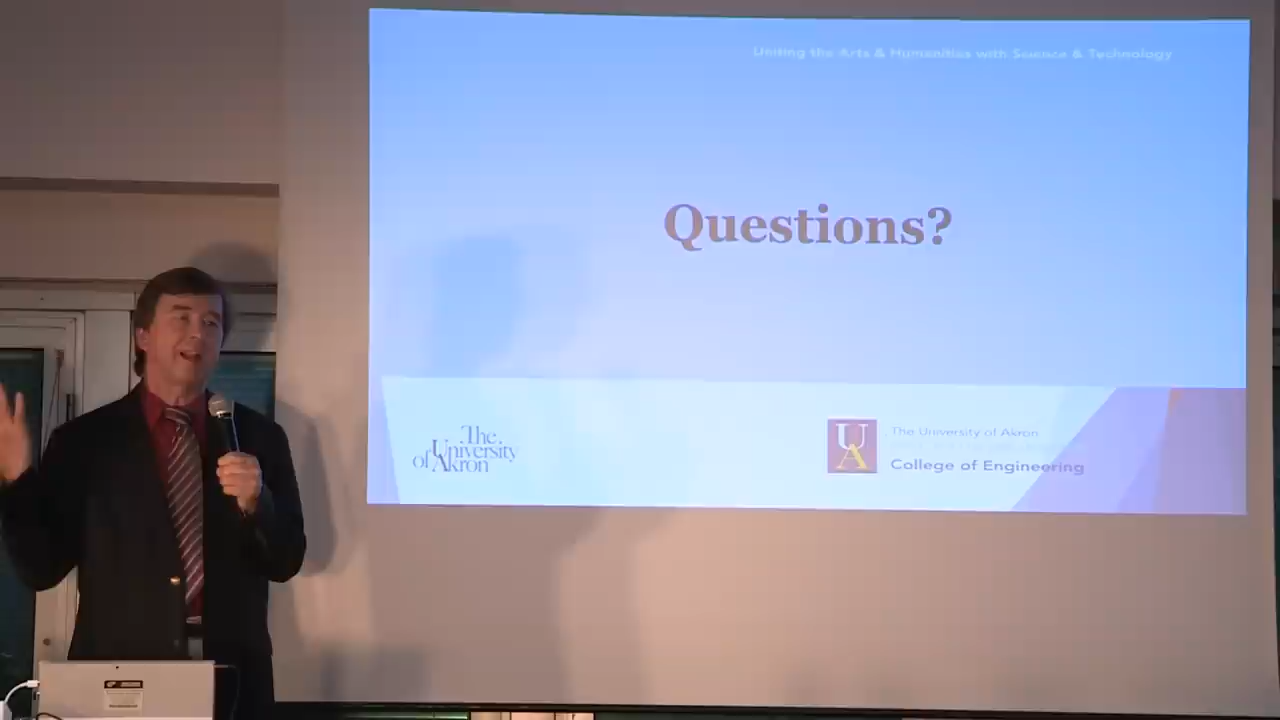 Uniting the Arts & Humanities with Science & Technology
Questions?
The
University
of Akron
UA
The University of Akron
College of Engineering